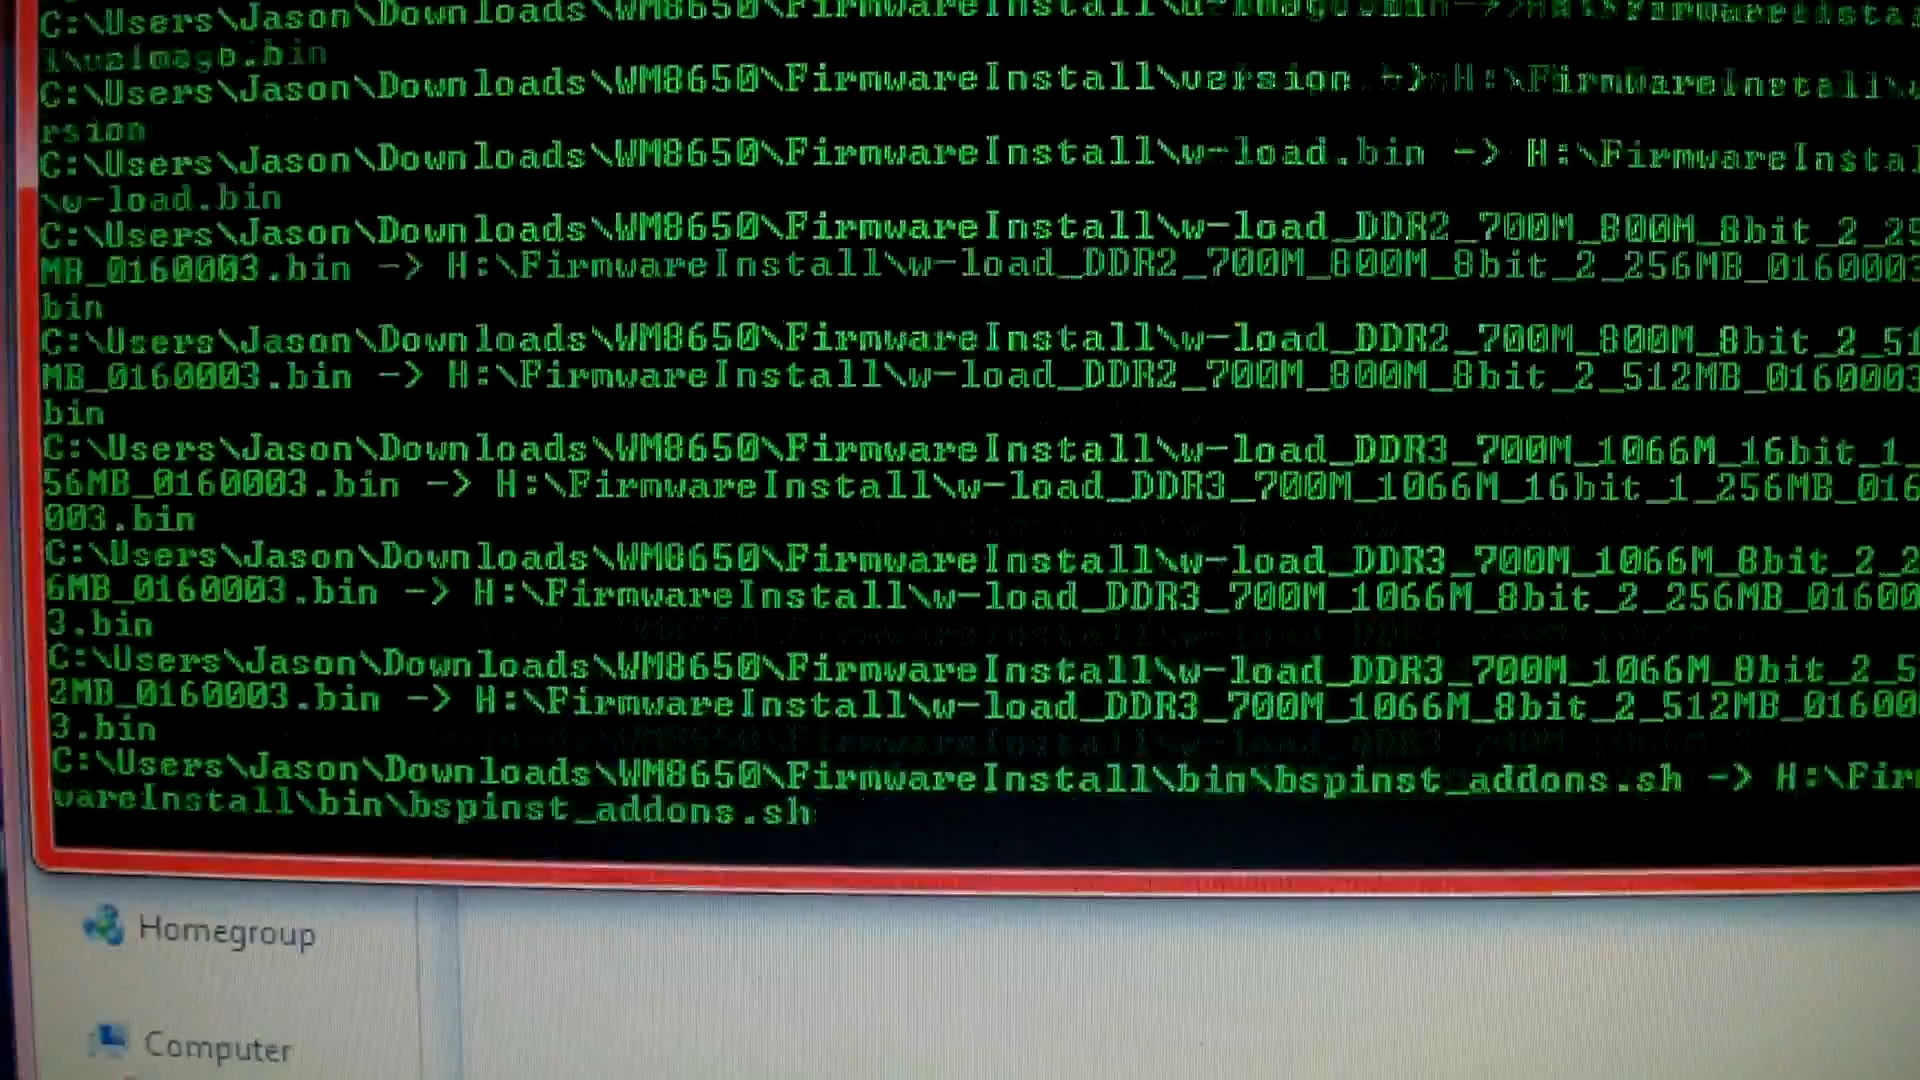 C:\Users\Jason\Downloads\WM8650\FirmwareInstall\
C:\Users\Jason\Downloads\WM8650\FirmwareInstall\version H:\FirmwareInstall\
rsion
C:\Users\Jason\Downloads\WM8650\FirmwareInstall\w-load.bin -> H:\FirmwareInstal
\w-load.bin
C:\Users\Jason\Downloads\WM8650\FirmwareInstall\w-load_DDR2_700M_800M_8bit_2_25
MB_0160003.bin -> H:\FirmwareInstall\w-load_DDR2_700M_800M_8bit_2_256MB_0160003
bin
C:\Users\Jason\Downloads\WM8650\FirmwareInstall\w-load_DDR2_700M_800M_8bit_2_51
MB_0160003.bin -> H:\FirmwareInstall\w-load_DDR2_700M_800M_8bit_2_512MB_0160003
bin
C:\Users\Jason\Downloads\WM8650\FirmwareInstall\w-load_DDR3_700M_1066M_16bit_1_
56MB_0160003.bin -> H:\FirmwareInstall\w-load_DDR3_700M_1066M_16bit_1_256MB_016
003.bin
C:\Users\Jason\Downloads\WM8650\FirmwareInstall\w-load_DDR3_700M_1066M_8bit_2_2
6MB_0160003.bin -> H:\FirmwareInstall\w-load_DDR3_700M_1066M_8bit_2_256MB_01600
3.bin
C:\Users\Jason\Downloads\WM8650\FirmwareInstall\w-load_DDR3_700M_1066M_8bit_2_5
2MB_0160003.bin -> H:\FirmwareInstall\w-load_DDR3_700M_1066M_8bit_2_512MB_01600
3.bin
C:\Users\Jason\Downloads\WM8650\FirmwareInstall\bin\bspinst_addons.sh -> H:\Fir
wareInstall\bin\bspinst_addons.sh
Homegroup
Computer